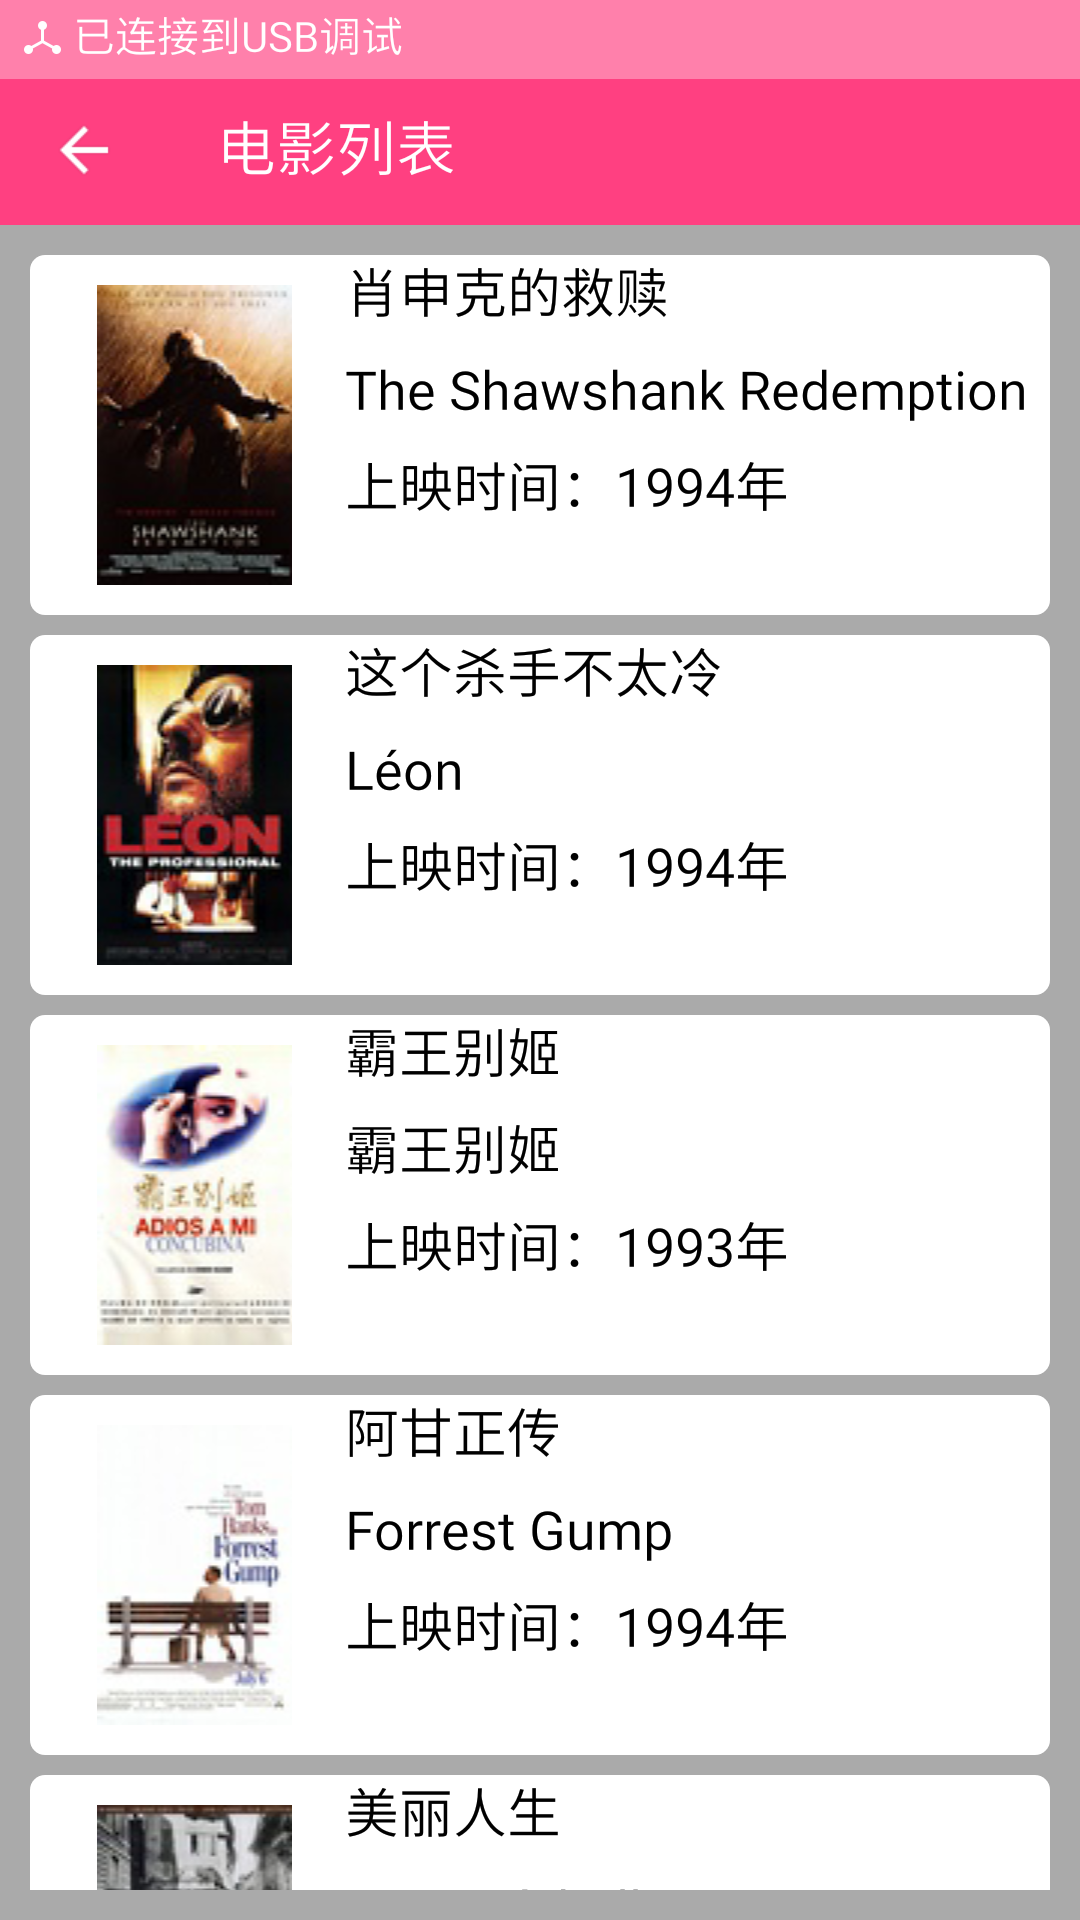 已连接到USB调试
电影列表
肖申克的救赎
The Shawshank Redemption
上映时间：1994年
SHAWSHANK
REDEMPTION
这个杀手不太冷
Léon
上映时间：1994年
LEON
THE PROFESSIONAL
霸王别姬
霸王别姬
上映时间：1993年
霸王别姬
ADIOS A MI
CONCUBINA
阿甘正传
Forrest Gump
上映时间：1994年
Tom
Hanks
Forrest
Gump
July 6
美丽人生